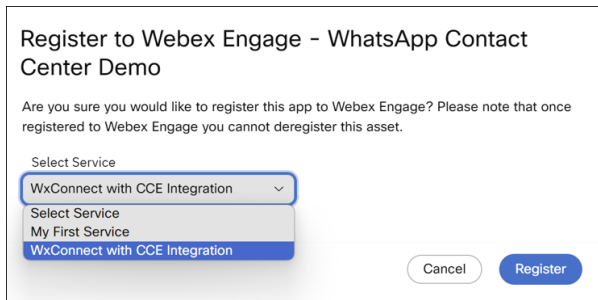 Register to Webex Engage - WhatsApp Contact
Center Demo
Are you sure you would like to register this app to Webex Engage? Please note that once
registered to Webex Engage you cannot deregister this asset.
Select Service
WxConnect with CCE Integration
Select Service
My First Service
WxConnect with CCE Integration
Cancel Register